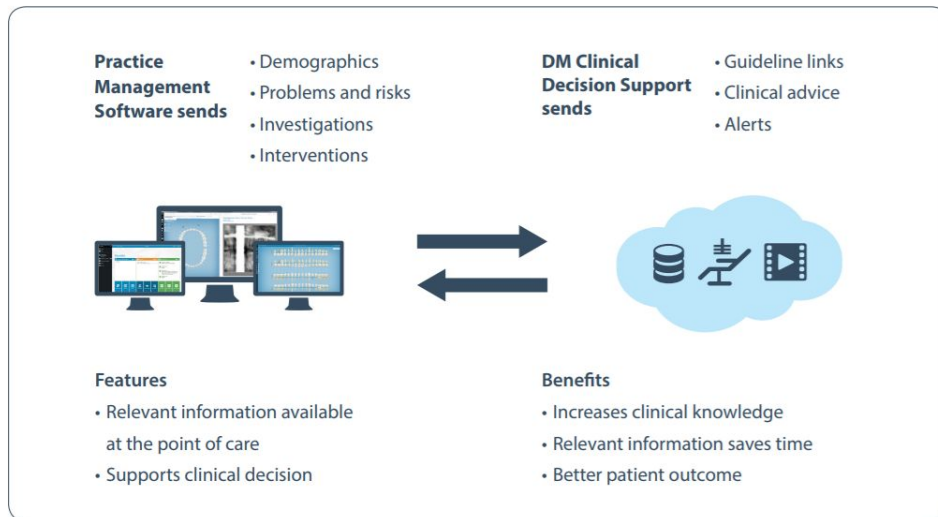 Practice
Management
Software sends
• Demographics
• Problems and risks
• Investigations
• Interventions
DM Clinical
Decision Support
sends
• Guideline links
• Clinical advice
• Alerts
Features
• Relevant information available
at the point of care
• Supports clinical decision
Benefits
• Increases clinical knowledge
• Relevant information saves time
• Better patient outcome